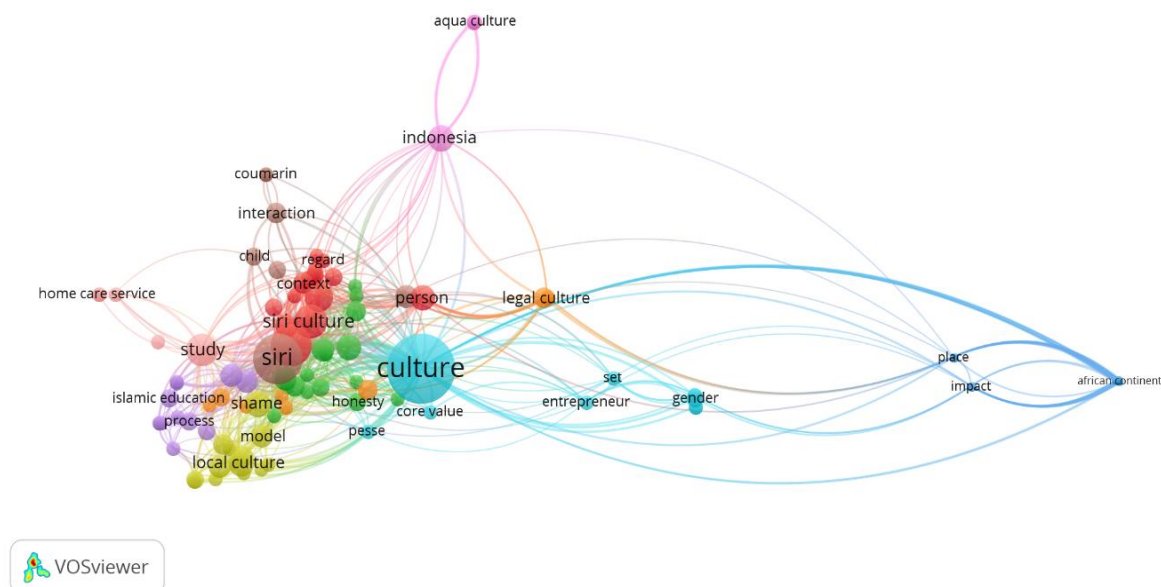 aqua culture
indonesia
coumarin
interaction
child
regard
context
home care service
person
legal culture
siri culture
study
siri
culture
place
set
impact
african continent
islamic education
shame
honesty
entrepreneur
gender
core value
process
pesse
model
local culture
VOSviewer